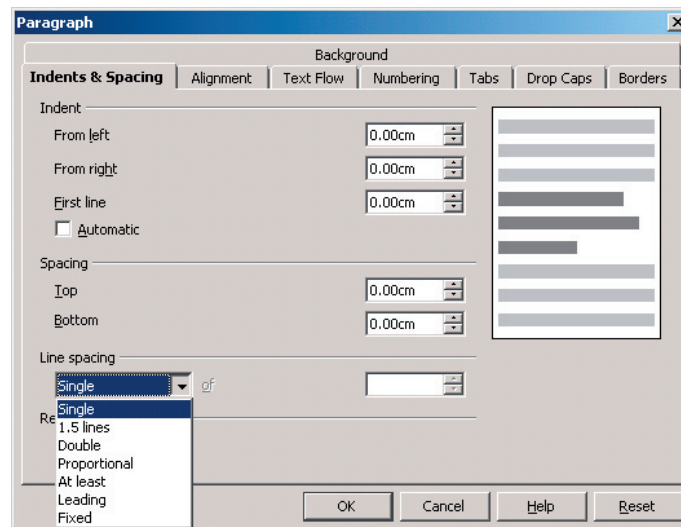 Paragraph
Background
Indents & Spacing Alignment Text Flow Numbering Tabs Drop Caps Borders
Indent
From left 0.00cm
From right 0.00cm
First line 0.00cm
Automatic
Spacing
Top 0.00cm
Bottom 0.00cm
Line spacing
Single of
Single
Re
1.5 lines
Double
Proportional
At least
Leading
Fixed
OK Cancel Help Reset